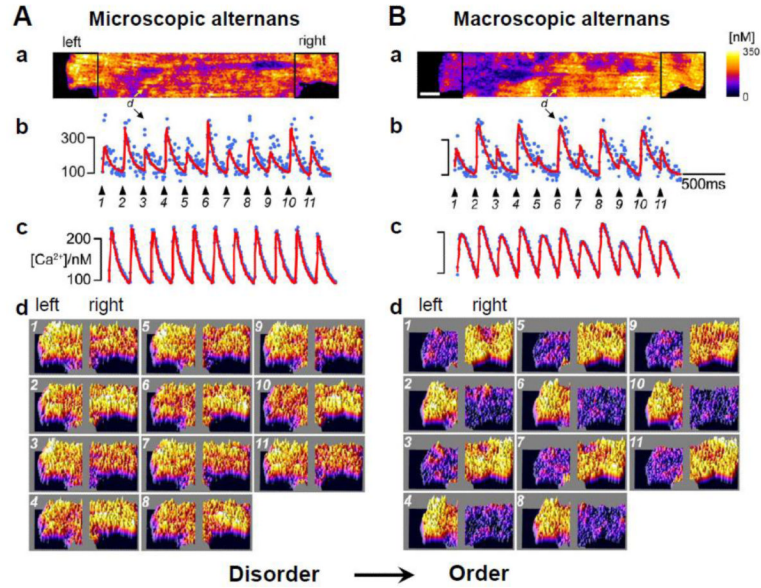 A Microscopic alternans
B Macroscopic alternans
left right
[nM]
350
0
a
a
d
d
b
300
100
b
500ms
1 2 3 4 5 6 7 8 9 10 11
1 2 3 4 5 6 7 8 9 10 11
c
200
[Ca²⁺]/nM
100
c
d left right
1 5 9
2 6 10
3 7 11
4 8
d left right
1 5 9
2 6 10
3 7 11
4 8
Disorder → Order